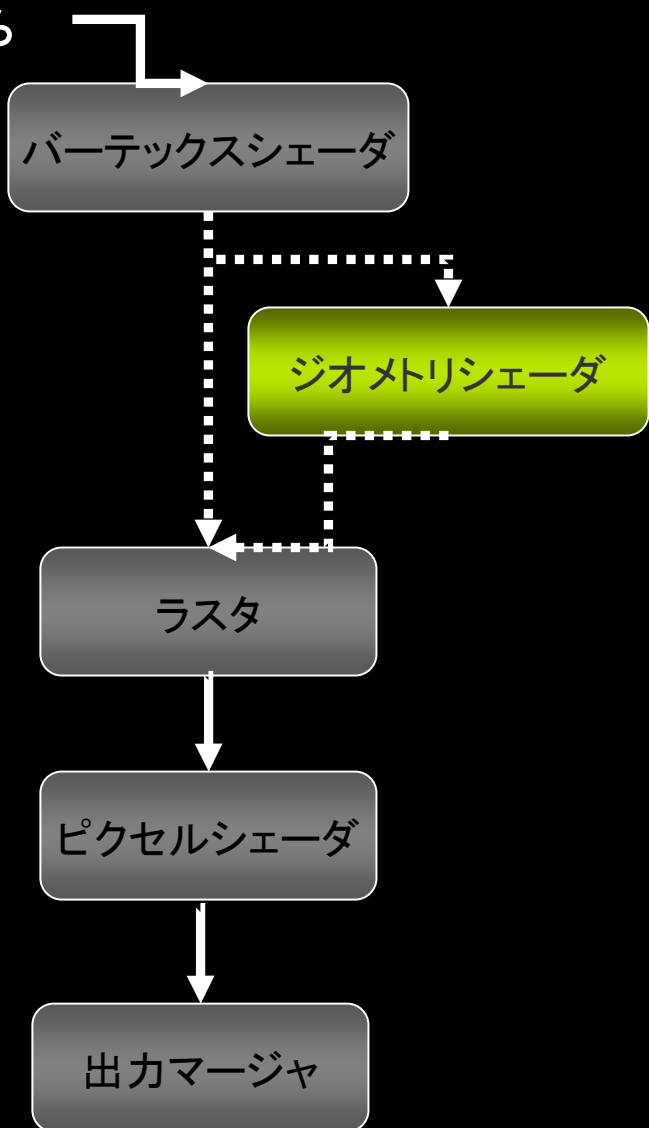 る
バーテックスシェーダ
ジオメトリシェーダ
ラスタ
ピクセルシェーダ
出力マージャ